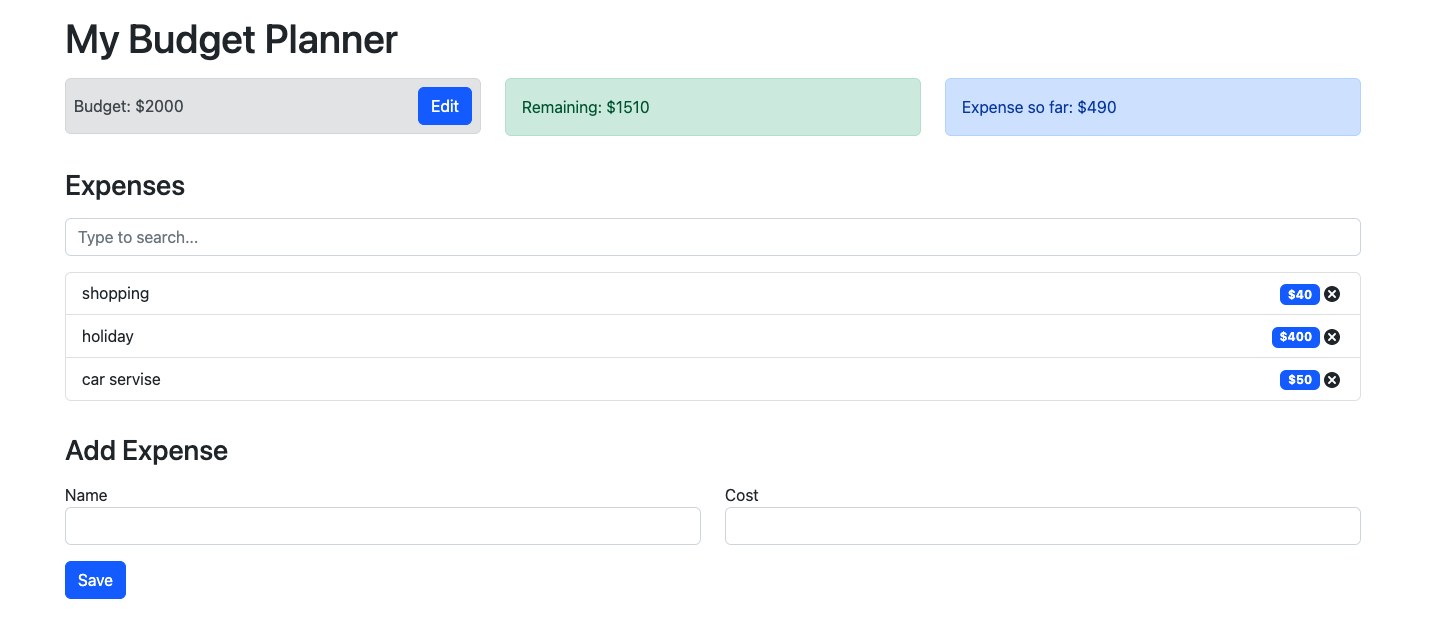 My Budget Planner
Budget: $2000 Edit Remaining: $1510 Expense so far: $490
Expenses
Type to search...
shopping $40
holiday $400
car servise $50
Add Expense
Name Cost
Save